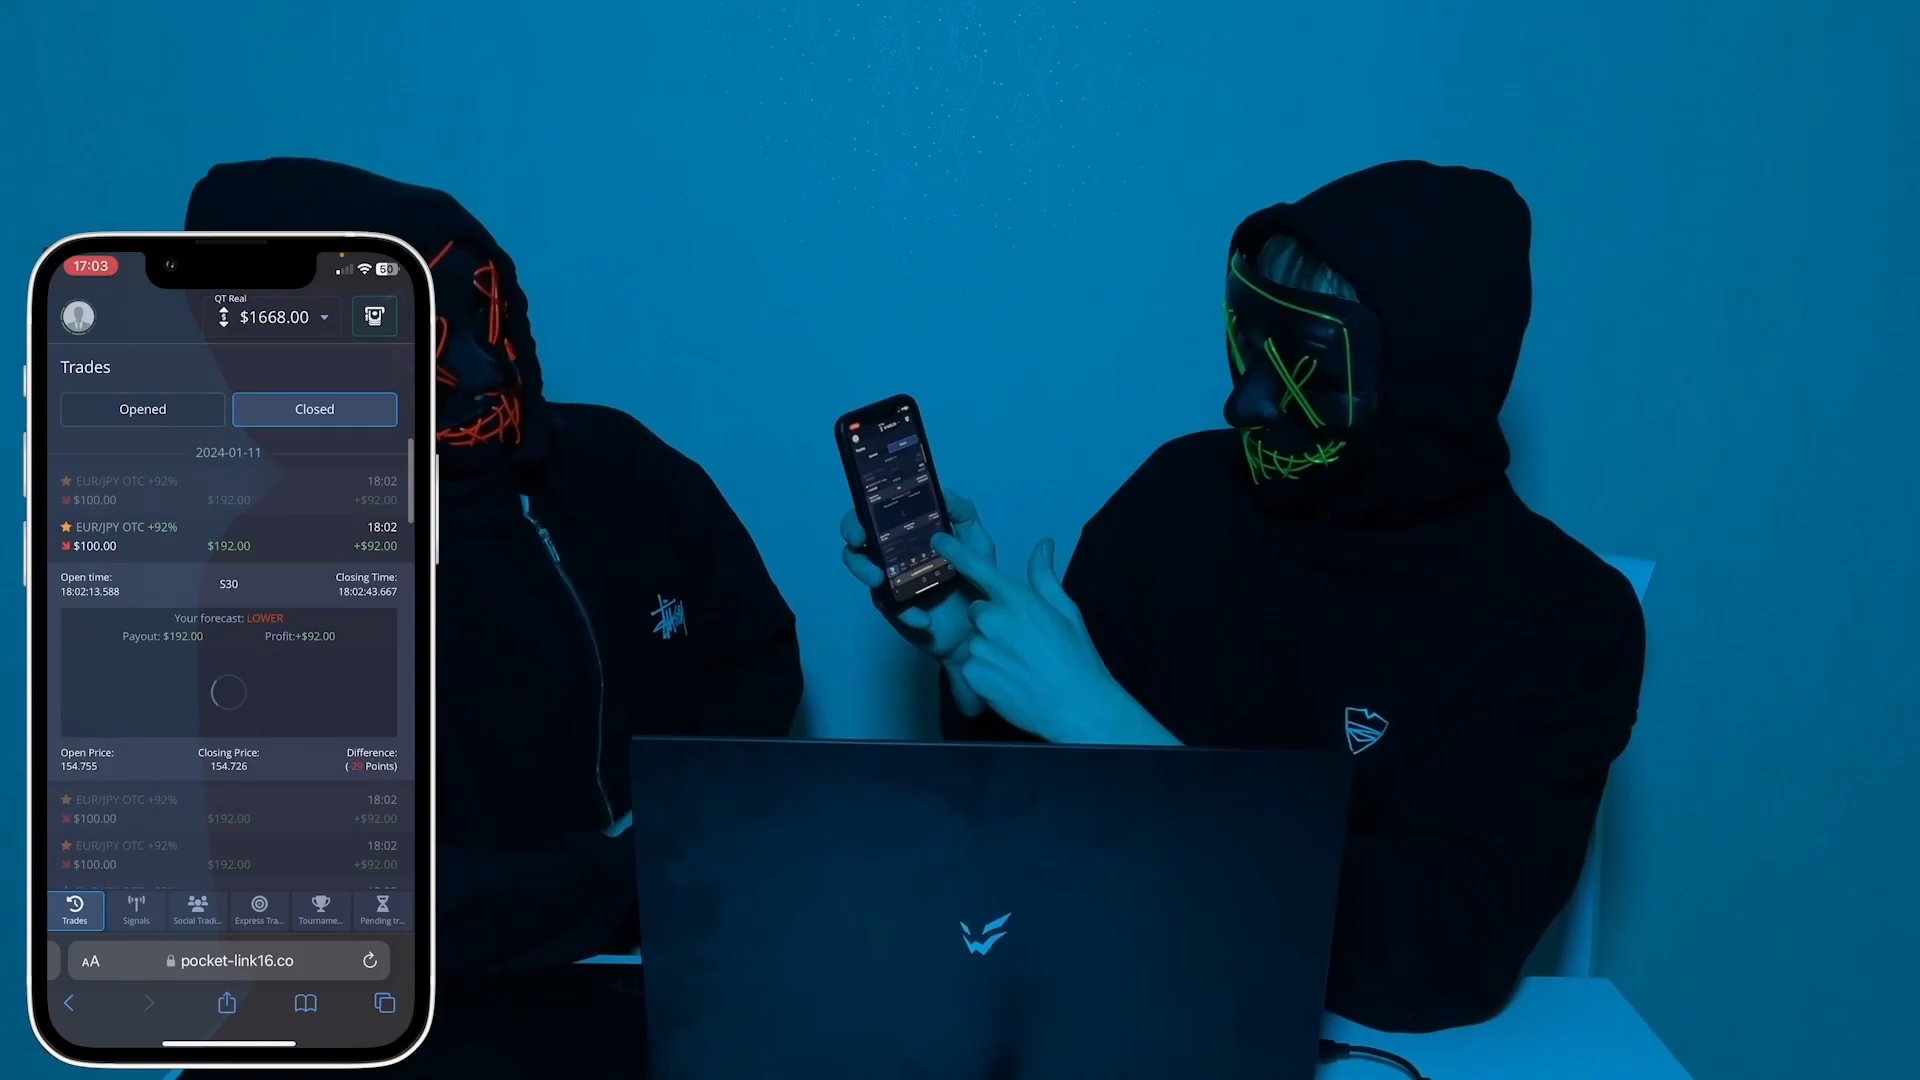 17:03
50
QT Real
$1668.00
Trades
Opened
Closed
2024-01-11
EUR/JPY OTC +92%
18:02
$100.00
$192.00
+$92.00
EUR/JPY OTC +92%
18:02
$100.00
$192.00
+$92.00
Open time:
S30
Closing Time:
18:02:13.588
18:02:43.667
Your forecast: LOWER
Payout: $192.00
Profit:+$92.00
Open Price:
Closing Price:
Difference:
154.755
154.726
(-29 Points)
EUR/JPY OTC +92%
18:02
$100.00
$192.00
+$92.00
EUR/JPY OTC +92%
18:02
$100.00
$192.00
+$92.00
Trades
Signals
Social Tradi...
Express Tra...
Tourname...
Pending tr...
AA
pocket-link16.co